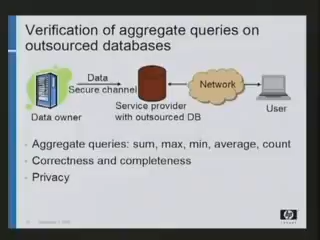 Verification of aggregate queries on
outsourced databases
Data
Secure channel
Network
Data owner
Service provider
with outsourced DB
User
• Aggregate queries: sum, max, min, average, count
• Correctness and completeness
• Privacy
hp